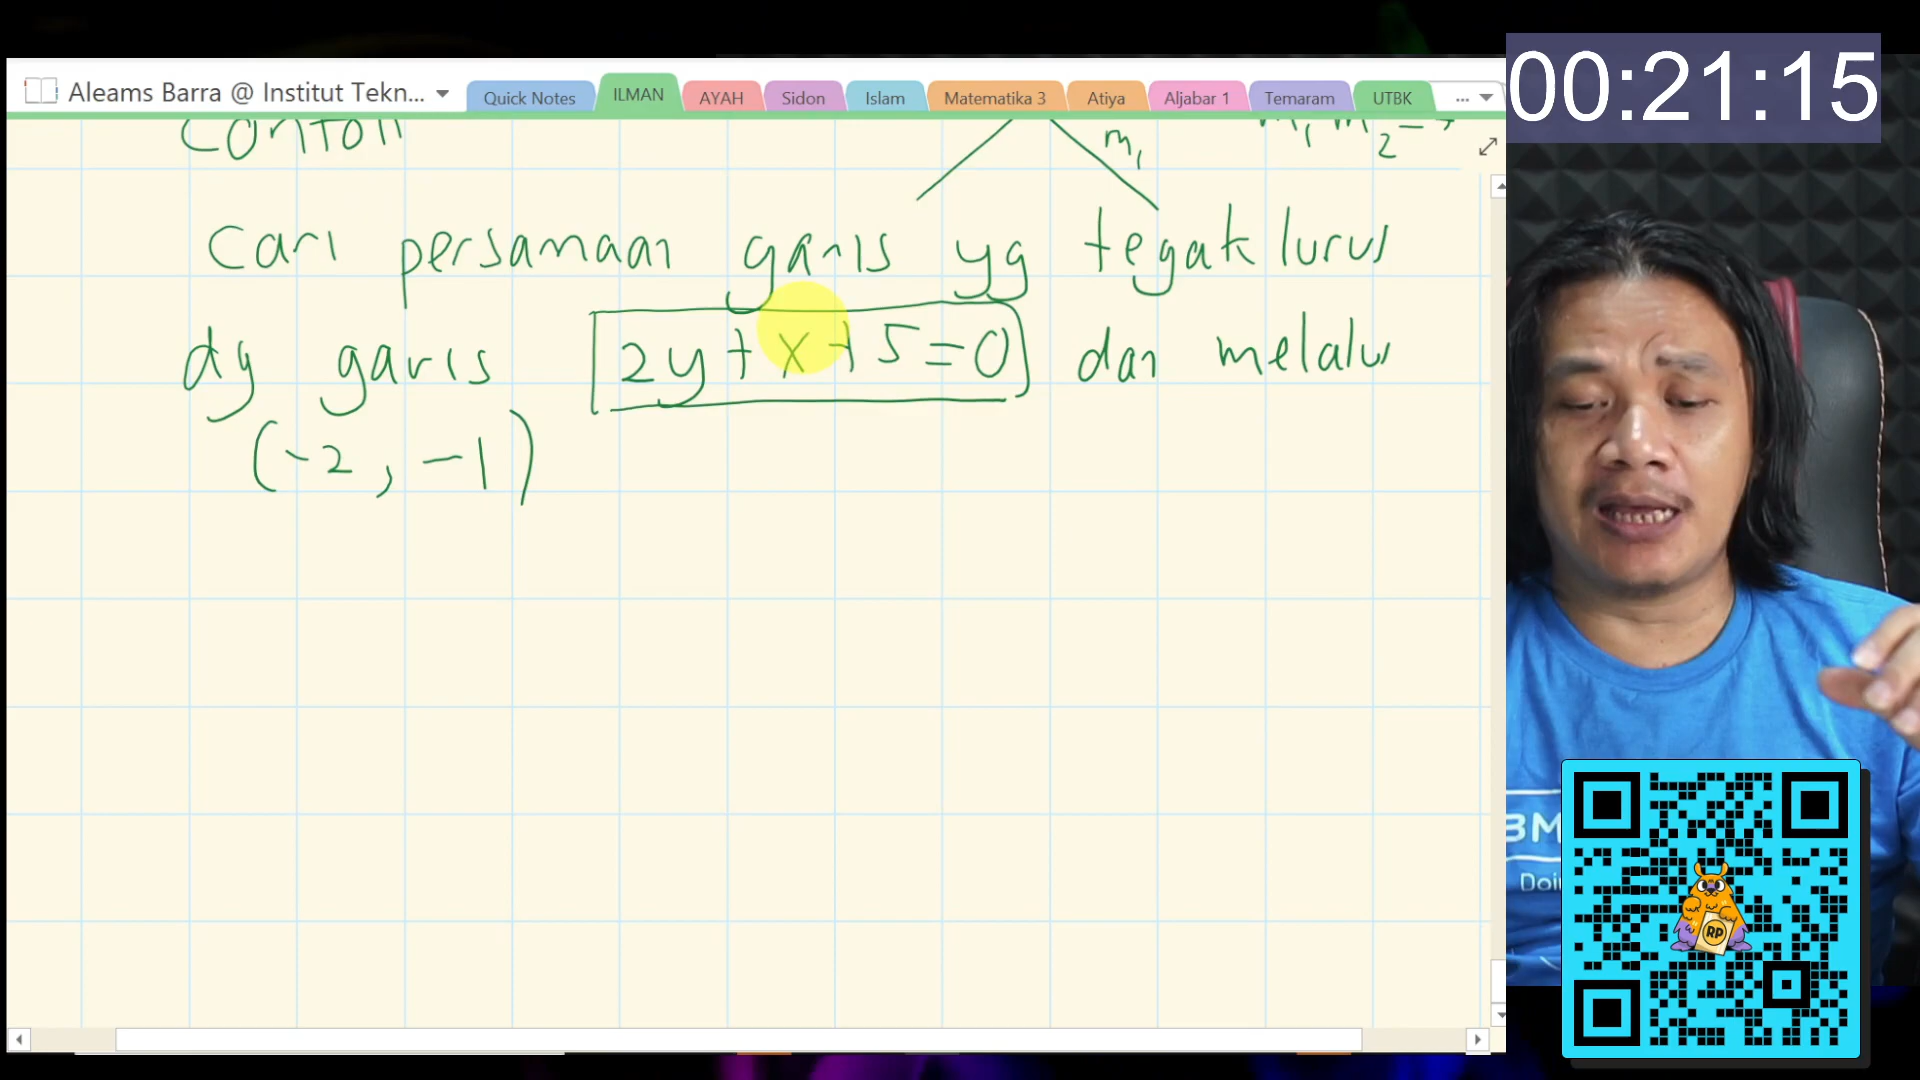 00:21:15
Aleams Barra @ Institut Tekn...
Quick Notes
ILMAN
AYAH
Sidon
Islam
Matematika 3
Atiya
Aljabar 1
Temaram
UTBK
...
Contoh
m₁
Cari persamaan garis yg tegak lurus
dg garis 2y+x+5=0 dan melalui
(-2, -1)
RP